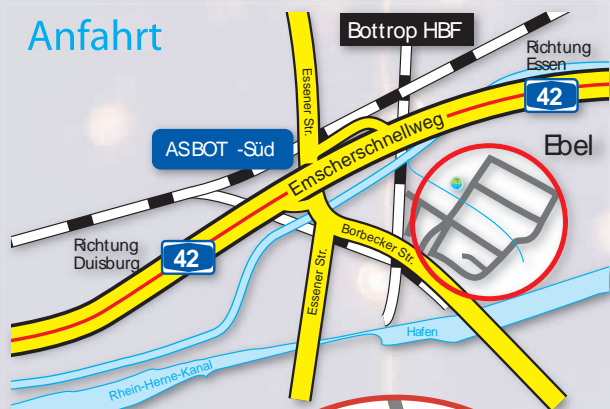 Anfahrt
Bottrop HBF
Richtung
Essen
42
Essener Str.
ASBOT -Süd
Emscherschnellweg
Ebel
Richtung
Duisburg
42
Borbecker Str.
Essener Str.
Hafen
Rhein-Herne-Kanal